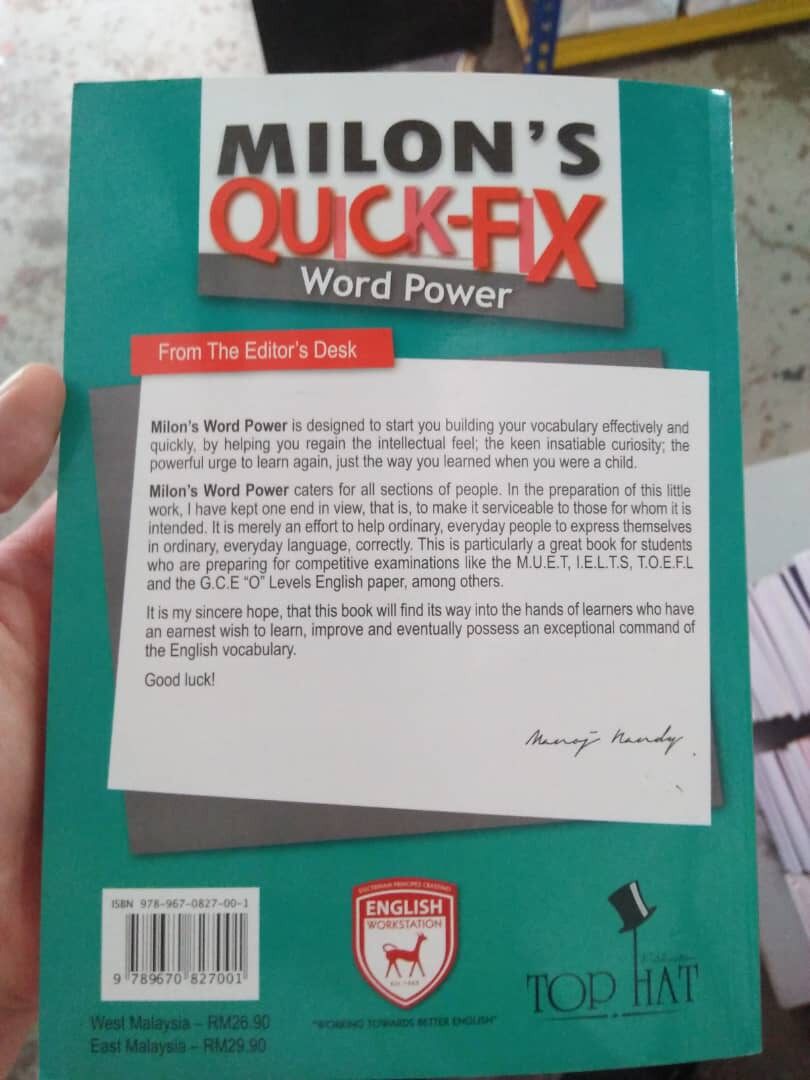 MILON'S
QUICK-FIX
Word Power
From The Editor's Desk
Milon's Word Power is designed to start you building your vocabulary effectively and
quickly, by helping you regain the intellectual feel; the keen insatiable curiosity; the
powerful urge to learn again, just the way you learned when you were a child.
Milon's Word Power caters for all sections of people. In the preparation of this little
work, I have kept one end in view, that is, to make it serviceable to those for whom it is
intended. It is merely an effort to help ordinary, everyday people to express themselves
in ordinary, everyday language, correctly. This is particularly a great book for students
who are preparing for competitive examinations like the M.U.E.T, I.E.L.T.S, T.O.E.F.L
and the G.C.E “O” Levels English paper, among others.
It is my sincere hope, that this book will find its way into the hands of learners who have
an earnest wish to learn, improve and eventually possess an exceptional command of
the English vocabulary.
Good luck!
Manoj Nandy
ISBN 978-967-0827-00-1
9 789670 827001
West Malaysia – RM26.90
East Malaysia – RM29.90
ENGLISH
WORKSTATION
"WORKING TOWARDS BETTER ENGLISH"
TOP HAT